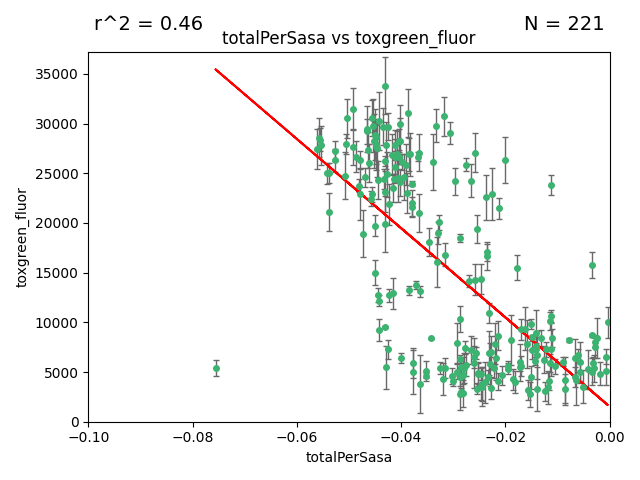 r^2 = 0.46
N = 221
totalPerSasa vs toxgreen_fluor
toxgreen_fluor
35000
30000
25000
20000
15000
10000
5000
0
−0.10
−0.08
−0.06
−0.04
−0.02
0.00
totalPerSasa